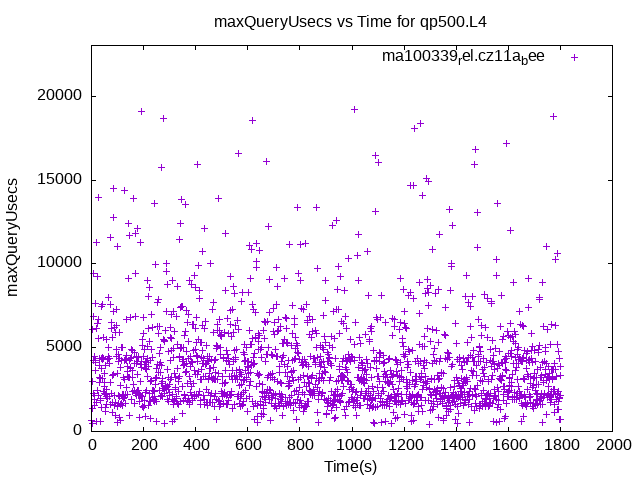 maxQueryUsecs vs Time for qp500.L4
ma100339rel.cz11abee
maxQueryUsecs
20000
15000
10000
5000
0
0 200 400 600 800 1000 1200 1400 1600 1800 2000
Time(s)